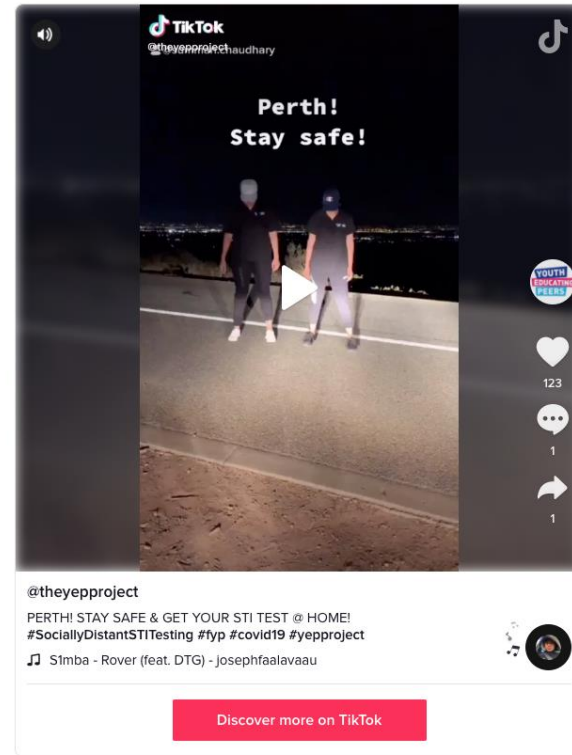 TikTok
@theyepproject
Perth!
Stay safe!
YOUTH
EDUCATING
PEERS
123
1
1
@theyepproject
PERTH! STAY SAFE & GET YOUR STI TEST @ HOME!
#SociallyDistantSTITesting #fyp #covid19 #yepproject
S1mba - Rover (feat. DTG) - josephfaalavaau
Discover more on TikTok